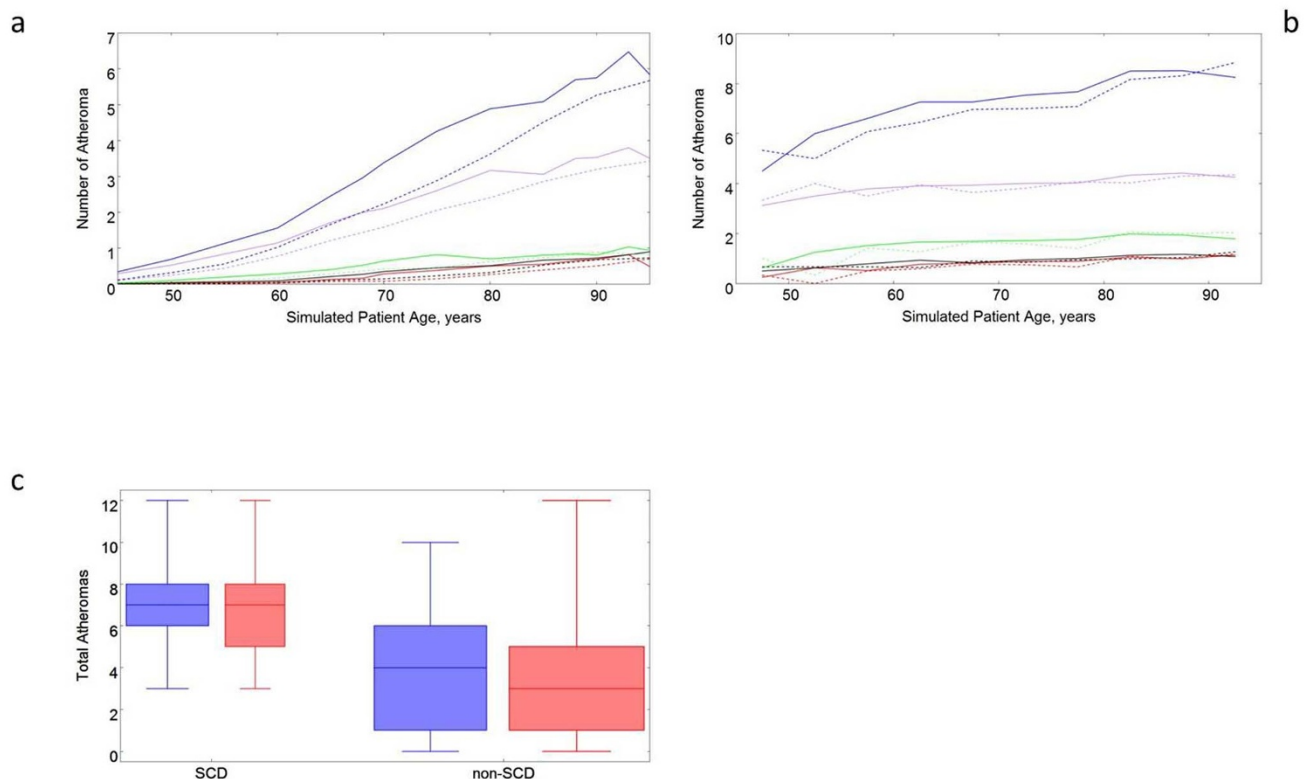 a
7
6
5
4
3
2
1
0
Number of Atheroma
50 60 70 80 90
Simulated Patient Age, years
b
10
8
6
4
2
0
Number of Atheroma
50 60 70 80 90
Simulated Patient Age, years
c
12
10
8
6
4
2
0
Total Atheromas
SCD non-SCD